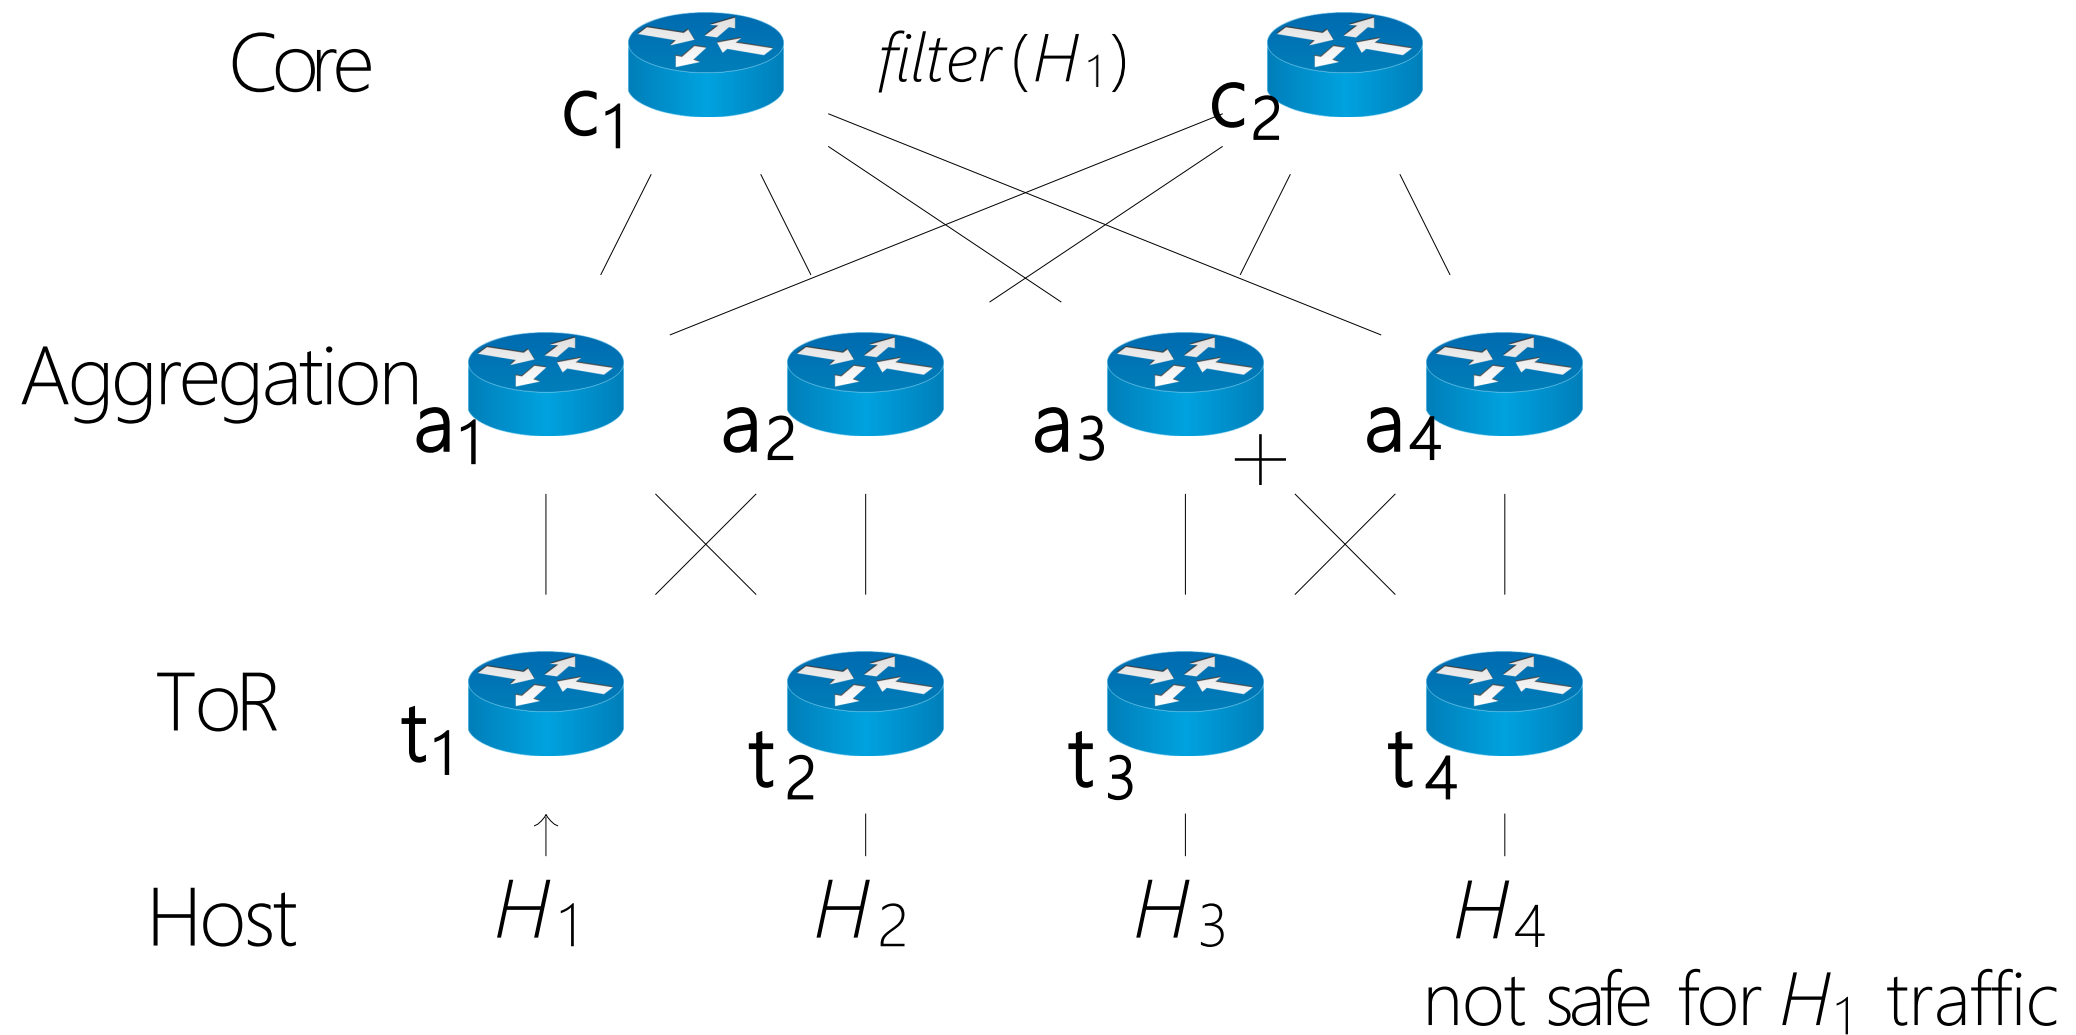 Core
c1
filter(H1)
c2
Aggregation
a1
a2
a3
+
a4
ToR
t1
t2
t3
t4
Host
H1
H2
H3
H4
not safe for H1 traffic